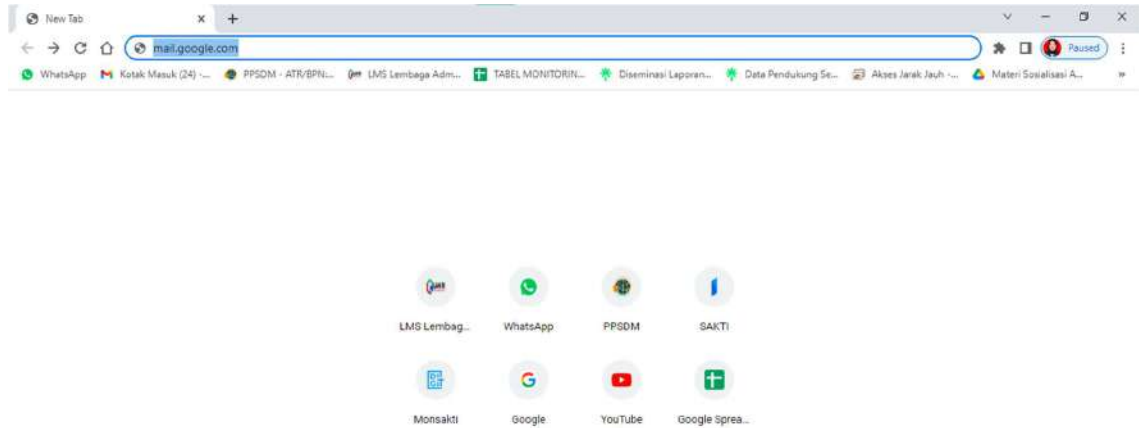 New Tab
mail.google.com
Paused
WhatsApp Kotak Masuk (24) -... PPSDM - ATR/BPN:... LMS Lembaga Adm... TABEL MONITORIN... Diseminasi Laporan... Data Pendukung Se... Akses Jarak Jauh -... Materi Sosialisasi A...
LMS Lembag... WhatsApp PPSDM SAKTI
Monsakti Google YouTube Google Sprea...